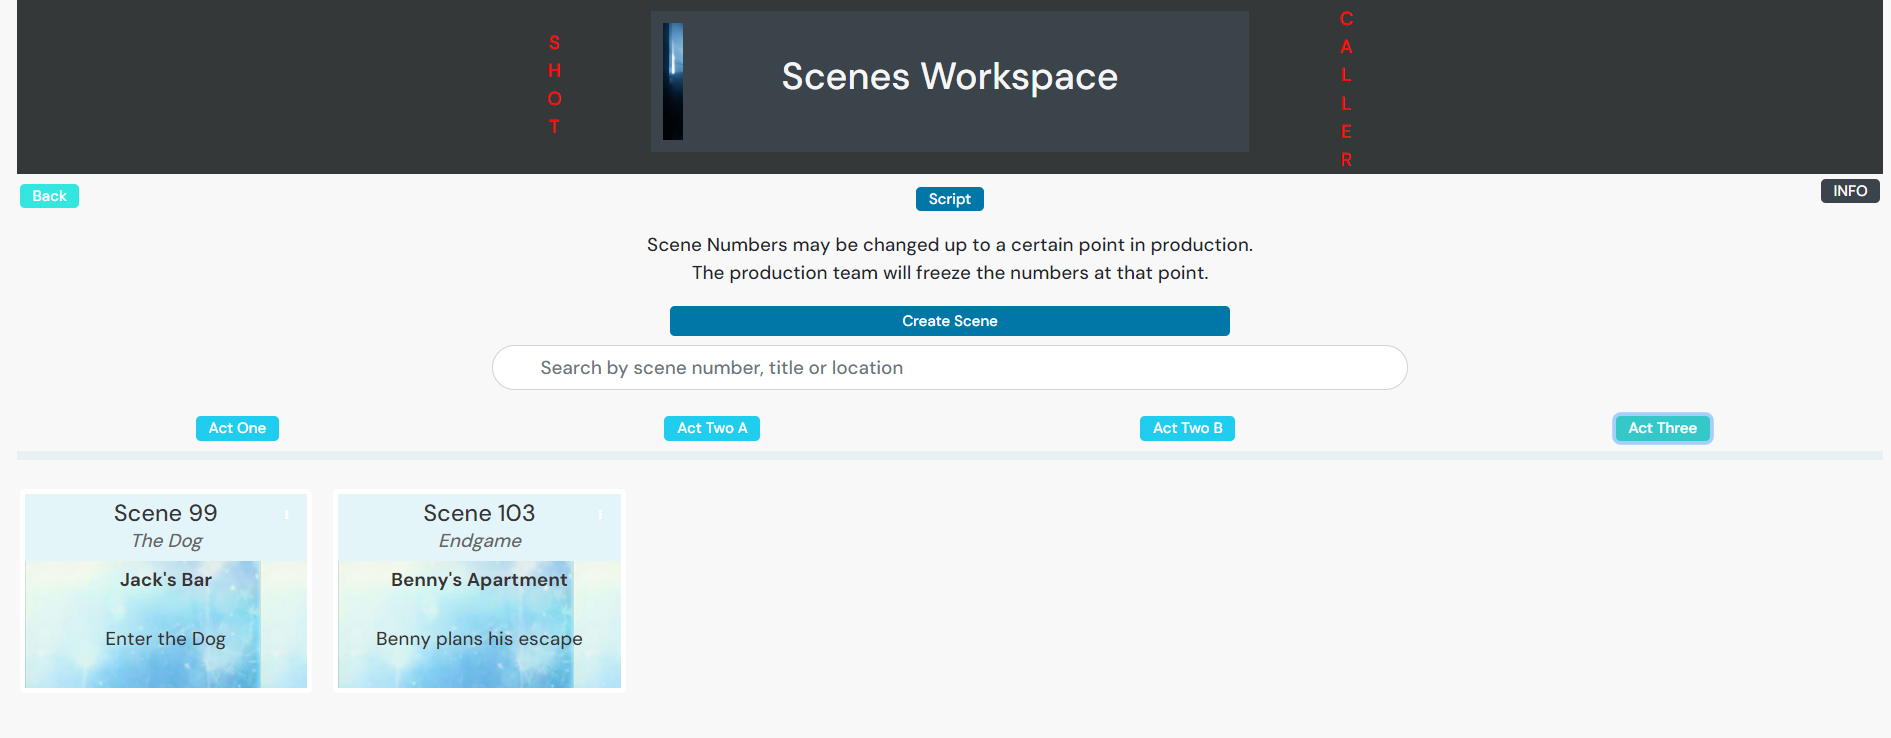 SHOT
Scenes Workspace
CALLER
Back
Script
INFO
Scene Numbers may be changed up to a certain point in production.
The production team will freeze the numbers at that point.
Create Scene
Search by scene number, title or location
Act One
Act Two A
Act Two B
Act Three
Scene 99
The Dog
Jack's Bar
Enter the Dog
Scene 103
Endgame
Benny's Apartment
Benny plans his escape